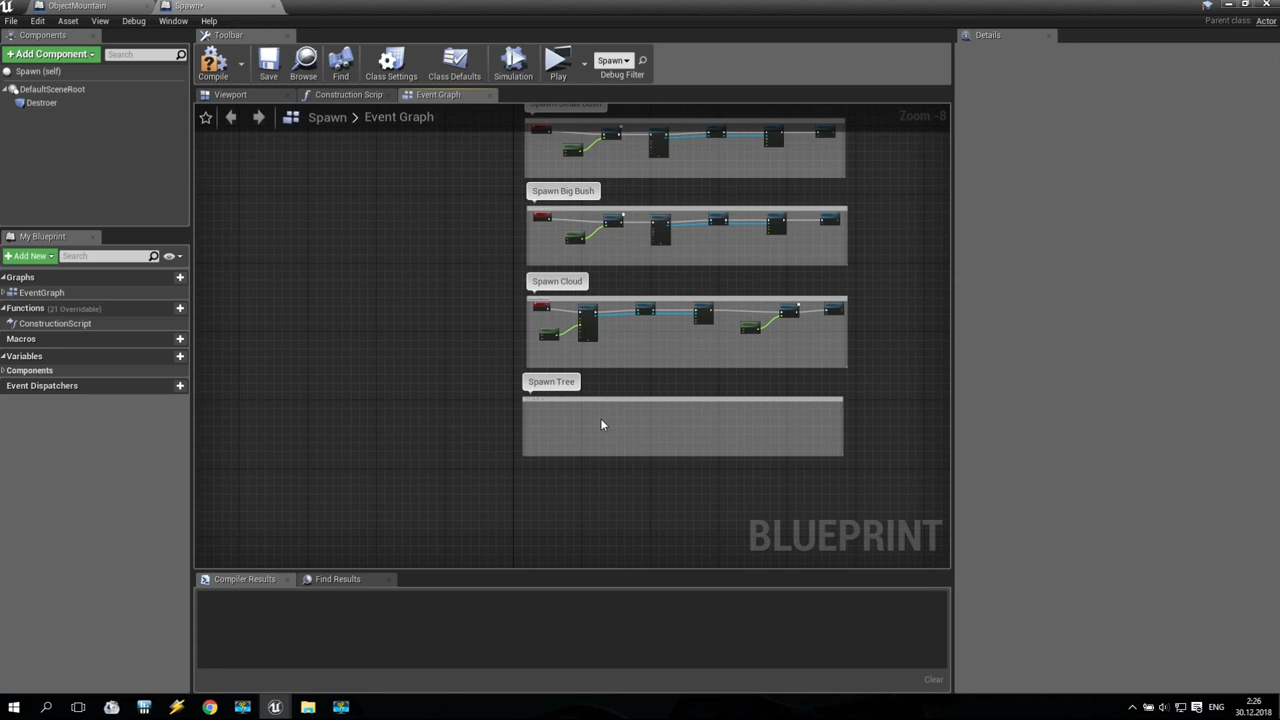 ObjectMountain
Spawn*
File Edit Asset View Debug Window Help
Parent class: Actor
Components
+Add Component
Search
Spawn (self)
DefaultSceneRoot
Destroer
Toolbar
Compile
Save
Browse
Find
Class Settings
Class Defaults
Simulation
Play
Spawn
Debug Filter
Details
Viewport
Construction Scrip
Event Graph
Spawn > Event Graph
Zoom -8
Spawn Small Bush
Spawn Big Bush
Spawn Cloud
Spawn Tree
BLUEPRINT
My Blueprint
+Add New
Search
Graphs
EventGraph
Functions (21 Overridable)
ConstructionScript
Macros
Variables
Components
Event Dispatchers
Compiler Results
Find Results
Clear
ENG
2:26
30.12.2018